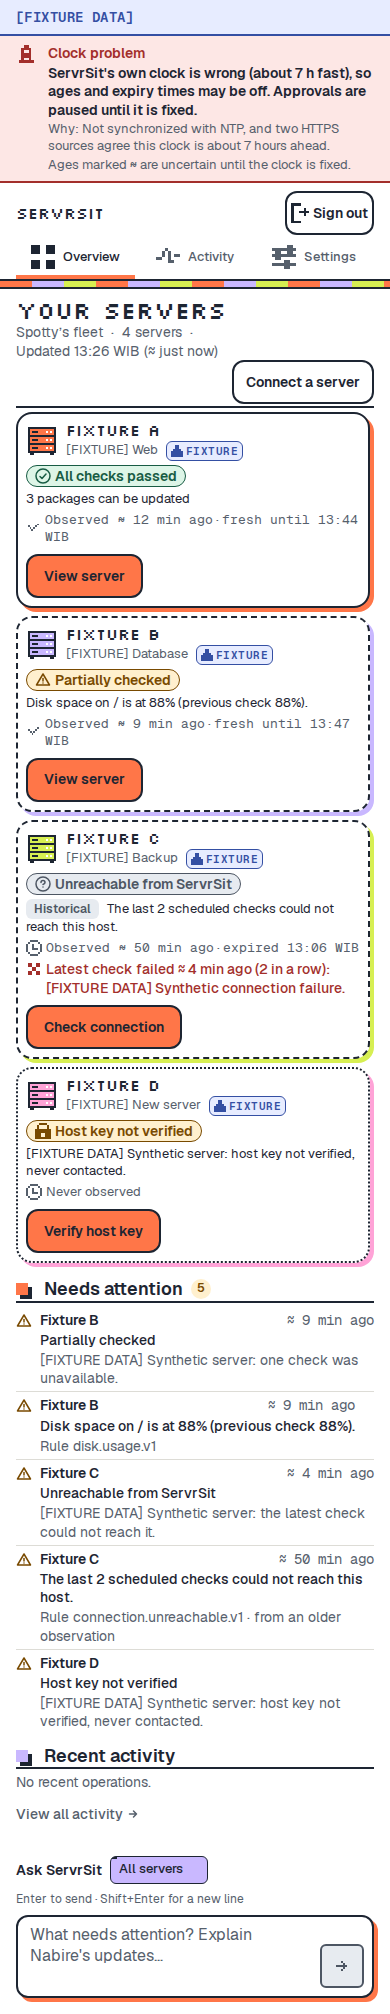 [FIXTURE DATA]
Clock problem
ServrSit's own clock is wrong (about 7 h fast), so
ages and expiry times may be off. Approvals are
paused until it is fixed.
Why: Not synchronized with NTP, and two HTTPS
sources agree this clock is about 7 hours ahead.
Ages marked ≈ are uncertain until the clock is fixed.
SERVRSIT
Sign out
Overview
Activity
Settings
YOUR SERVERS
Spotty's fleet · 4 servers ·
Updated 13:26 WIB (≈ just now)
Connect a server
FIXTURE A
[FIXTURE] Web FIXTURE
All checks passed
3 packages can be updated
Observed ≈ 12 min ago·fresh until 13:44
WIB
View server
FIXTURE B
[FIXTURE] Database FIXTURE
Partially checked
Disk space on / is at 88% (previous check 88%).
Observed ≈ 9 min ago·fresh until 13:47
WIB
View server
FIXTURE C
[FIXTURE] Backup FIXTURE
Unreachable from ServrSit
Historical The last 2 scheduled checks could not
reach this host.
Observed ≈ 50 min ago·expired 13:06 WIB
Latest check failed ≈ 4 min ago (2 in a row):
[FIXTURE DATA] Synthetic connection failure.
Check connection
FIXTURE D
[FIXTURE] New server FIXTURE
Host key not verified
[FIXTURE DATA] Synthetic server: host key not verified,
never contacted.
Never observed
Verify host key
Needs attention 5
Fixture B ≈ 9 min ago
Partially checked
[FIXTURE DATA] Synthetic server: one check was
unavailable.
Fixture B ≈ 9 min ago
Disk space on / is at 88% (previous check 88%).
Rule disk.usage.v1
Fixture C ≈ 4 min ago
Unreachable from ServrSit
[FIXTURE DATA] Synthetic server: the latest check
could not reach it.
Fixture C ≈ 50 min ago
The last 2 scheduled checks could not reach this
host.
Rule connection.unreachable.v1 · from an older
observation
Fixture D
Host key not verified
[FIXTURE DATA] Synthetic server: host key not
verified, never contacted.
Recent activity
No recent operations.
View all activity →
Ask ServrSit All servers
Enter to send · Shift+Enter for a new line
What needs attention? Explain
Nabire's updates…